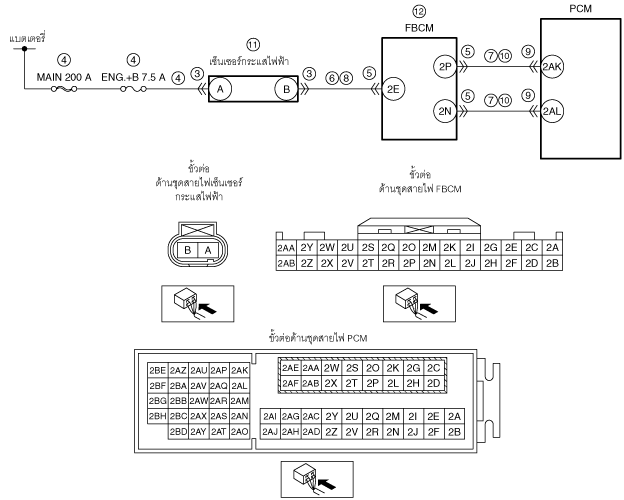 PCM
⑫
FBCM
แบตเตอรี่
④ ④ ⑪
เซ็นเซอร์กระแสไฟฟ้า
MAIN 200 A ENG.+B 7.5 A ④ ③ ③ ⑥⑧ ⑤ ⑤ ⑦⑩ ⑨
A B 2E 2P 2AK
⑤ ⑦⑩ ⑨
2N 2AL
ขั้วต่อ
ด้านชุดสายไฟเซ็นเซอร์
กระแสไฟฟ้า
B A
ขั้วต่อ
ด้านชุดสายไฟ FBCM
2AA 2Y 2W 2U 2S 2Q 2O 2M 2K 2I 2G 2E 2C 2A
2AB 2Z 2X 2V 2T 2R 2P 2N 2L 2J 2H 2F 2D 2B
ขั้วต่อด้านชุดสายไฟ PCM
2BE 2AZ 2AU 2AP 2AK
2BF 2BA 2AV 2AQ 2AL
2BG 2BB 2AW 2AR 2AM
2BH 2BC 2AX 2AS 2AN
2BD 2AY 2AT 2AO
2AE 2AA 2W 2S 2O 2K 2G 2C
2AF 2AB 2X 2T 2P 2L 2H 2D
2AI 2AG 2AC 2Y 2U 2Q 2M 2I 2E 2A
2AJ 2AH 2AD 2Z 2V 2R 2N 2J 2F 2B